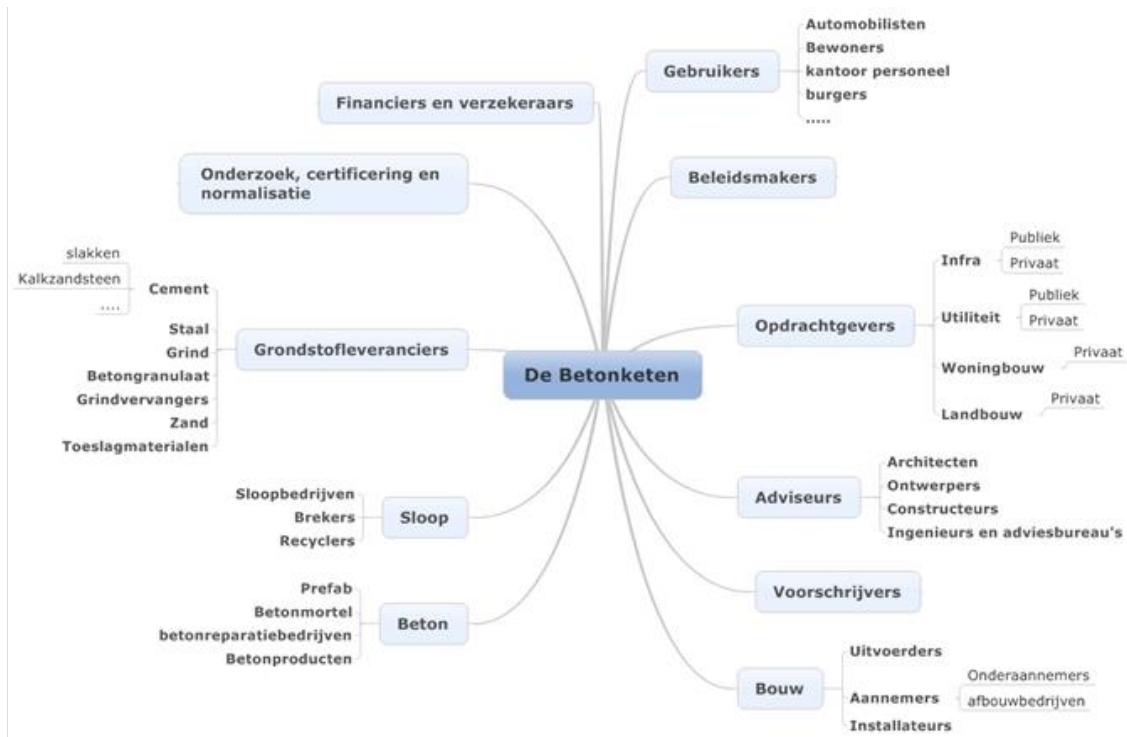 De Betonketen
Gebruikers
Automobilisten
Bewoners
kantoor personeel
burgers
.....
Beleidsmakers
Opdrachtgevers
Infra
Publiek
Privaat
Utiliteit
Publiek
Privaat
Woningbouw
Privaat
Landbouw
Privaat
Adviseurs
Architecten
Ontwerpers
Constructeurs
Ingenieurs en adviesbureau's
Voorschrijvers
Bouw
Uitvoerders
Aannemers
Onderaannemers
afbouwbedrijven
Installateurs
Financiers en verzekeraars
Onderzoek, certificering en
normalisatie
Grondstofleveranciers
Cement
slakken
Kalkzandsteen
....
Staal
Grind
Betongranulaat
Grindvervangers
Zand
Toeslagmaterialen
Sloop
Sloopbedrijven
Brekers
Recyclers
Beton
Prefab
Betonmortel
betonreparatiebedrijven
Betonproducten